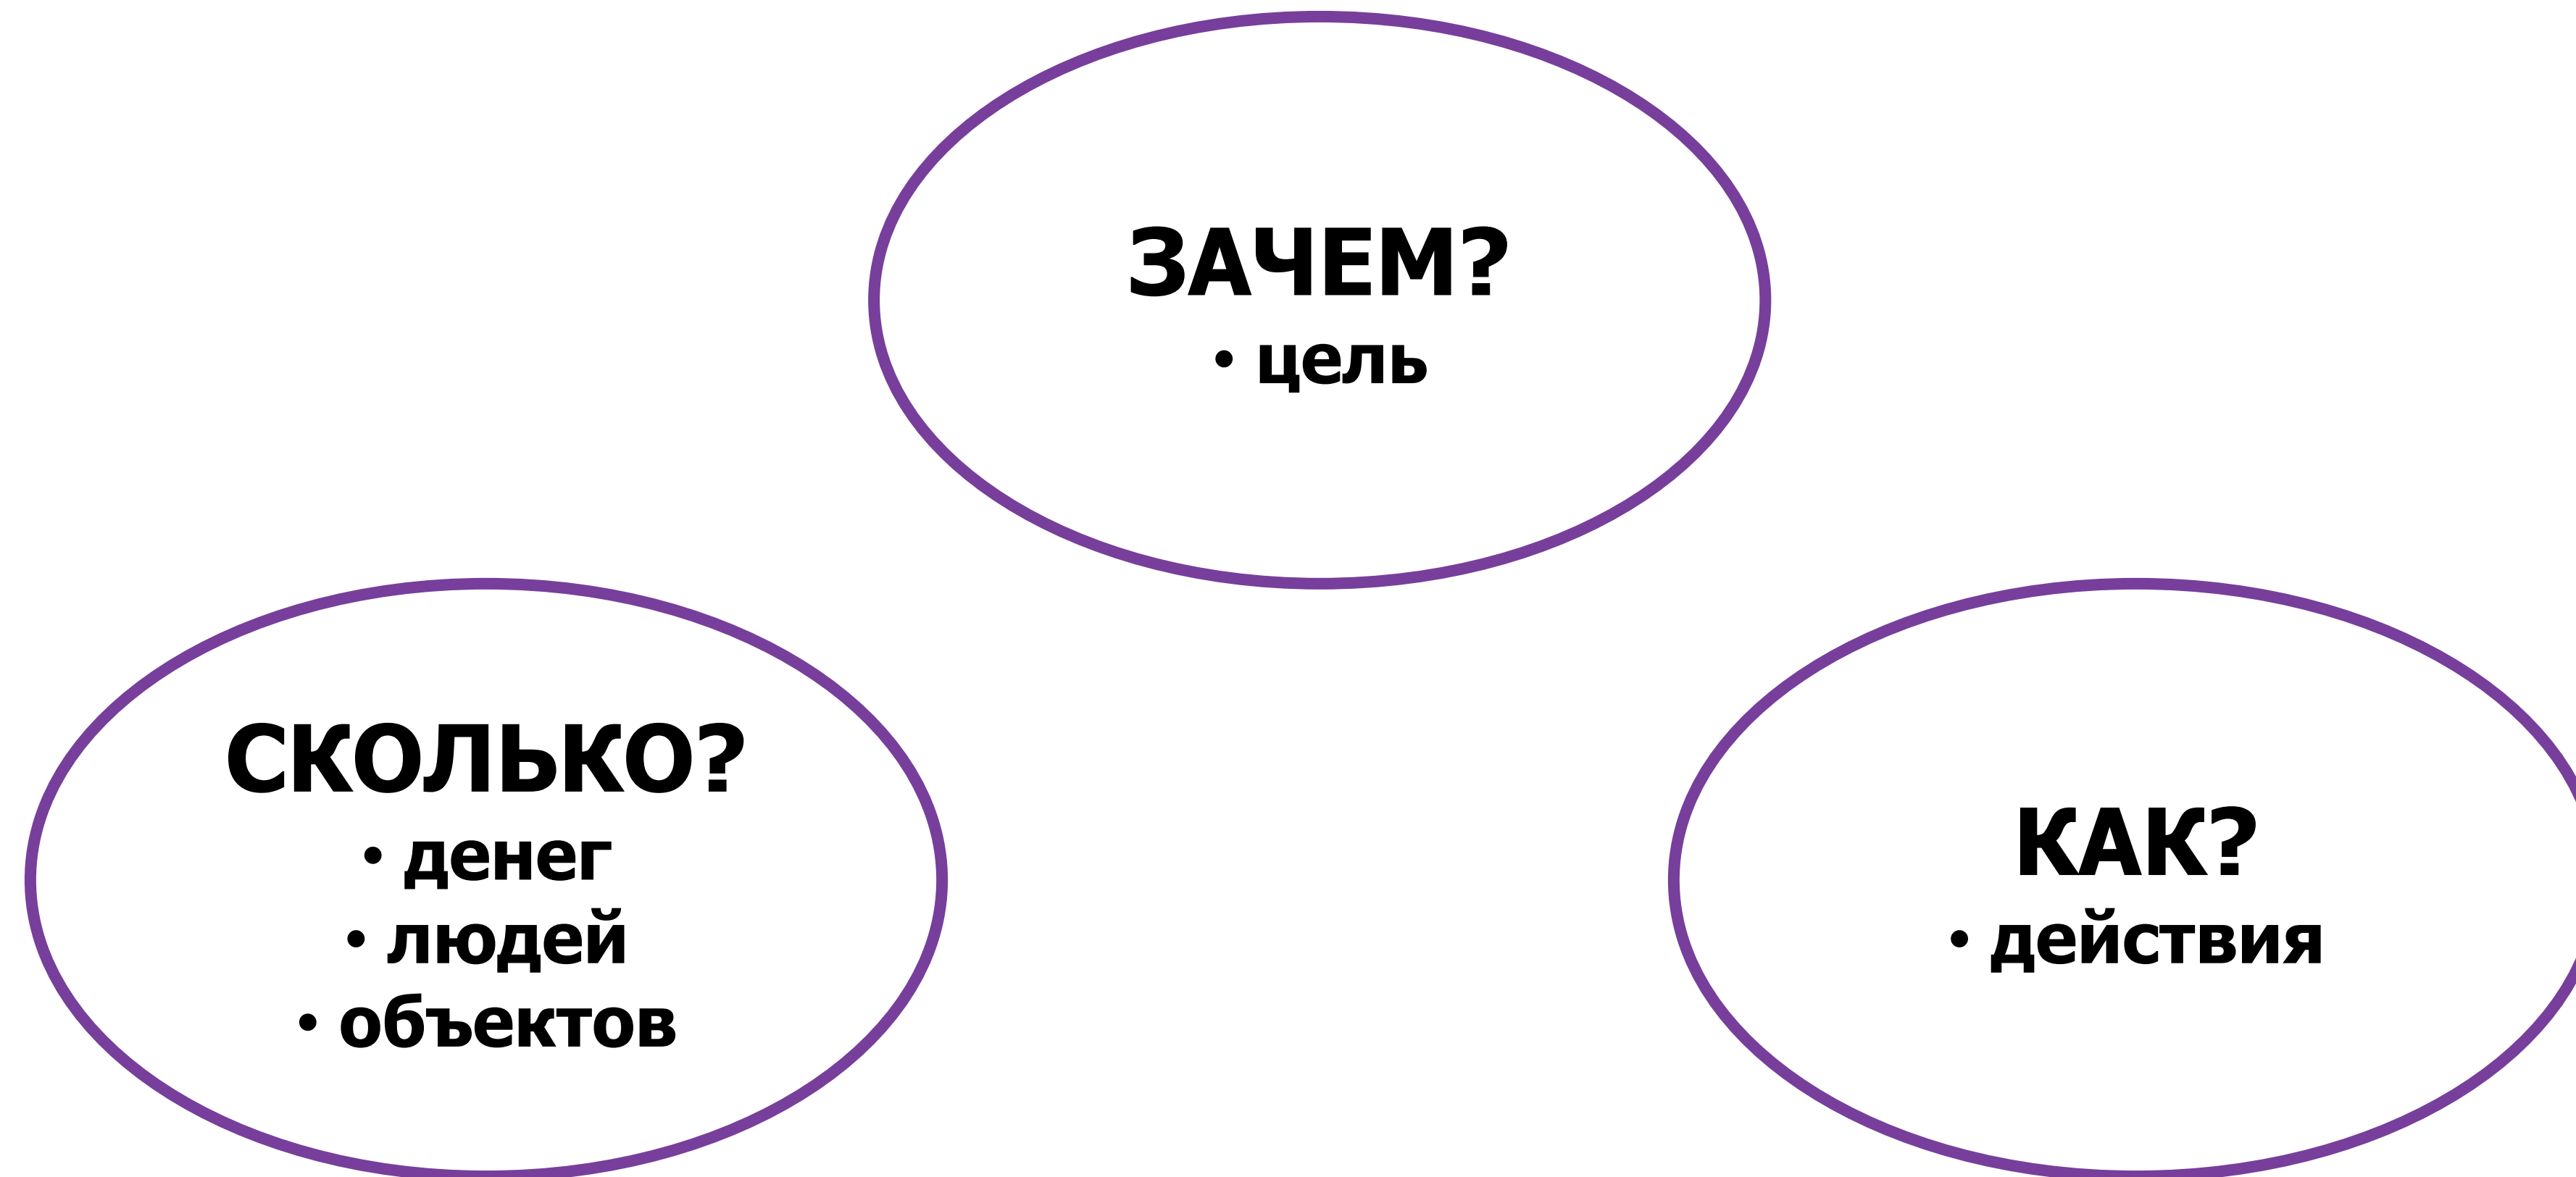 ЗАЧЕМ?
• цель
СКОЛЬКО?
• денег
• людей
• объектов
КАК?
• действия